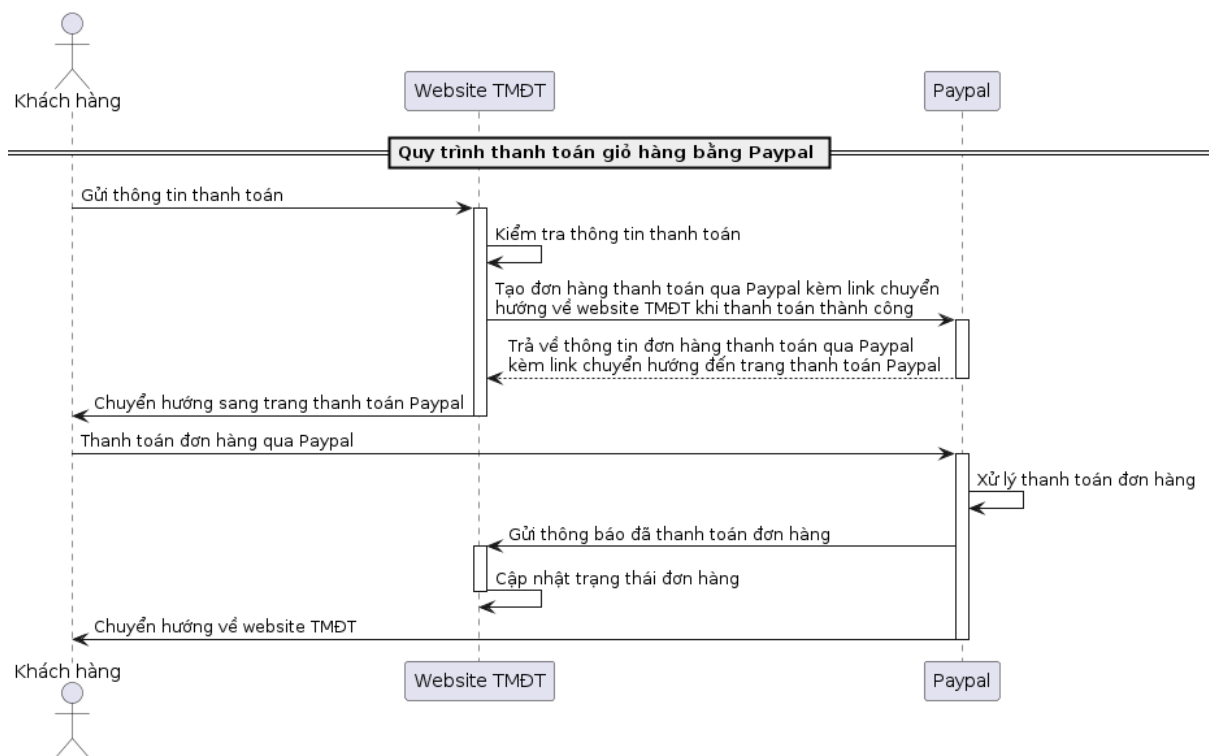 Khách hàng
Website TMĐT
Paypal
Quy trình thanh toán giỏ hàng bằng Paypal
Gửi thông tin thanh toán
Kiểm tra thông tin thanh toán
Tạo đơn hàng thanh toán qua Paypal kèm link chuyển
hướng về website TMĐT khi thanh toán thành công
Trả về thông tin đơn hàng thanh toán qua Paypal
kèm link chuyển hướng đến trang thanh toán Paypal
Chuyển hướng sang trang thanh toán Paypal
Thanh toán đơn hàng qua Paypal
Xử lý thanh toán đơn hàng
Gửi thông báo đã thanh toán đơn hàng
Cập nhật trạng thái đơn hàng
Chuyển hướng về website TMĐT
Khách hàng
Website TMĐT
Paypal